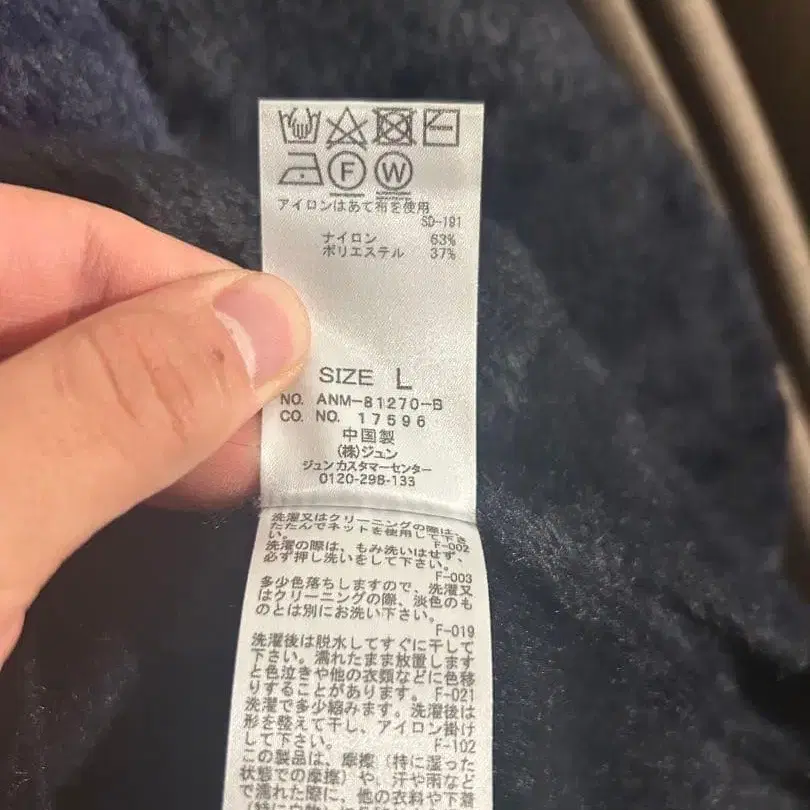 F W
アイロンはあて布を使用
SD-191
ナイロン 63%
ポリエステル 37%
SIZE L
NO. ANM-81270-B
CO. NO. 17596
中国製
(株)ジュン
ジュンカスタマーセンター
0120-298-133
洗濯又はクリーニングの際は、
たたんでネットを使用して下さ
い。 F-002
洗濯の際は、もみ洗いはせず、
必ず押し洗いをして下さい。
F-003
多少色落ちしますので、洗濯又
はクリーニングの際、淡色のも
のとは別にお洗い下さい。
F-019
洗濯後は脱水してすぐに干して
下さい。濡れたまま放置します
と色泣きや他の衣類などに色移
りすることがあります。 F-021
洗濯で多少縮みます。洗濯後は
形を整えて干し、アイロン掛け
して下さい。 F-102
この製品は、摩擦(特に湿った
状態での摩擦)や、汗や雨など
で濡れた際に、他の衣料や下着